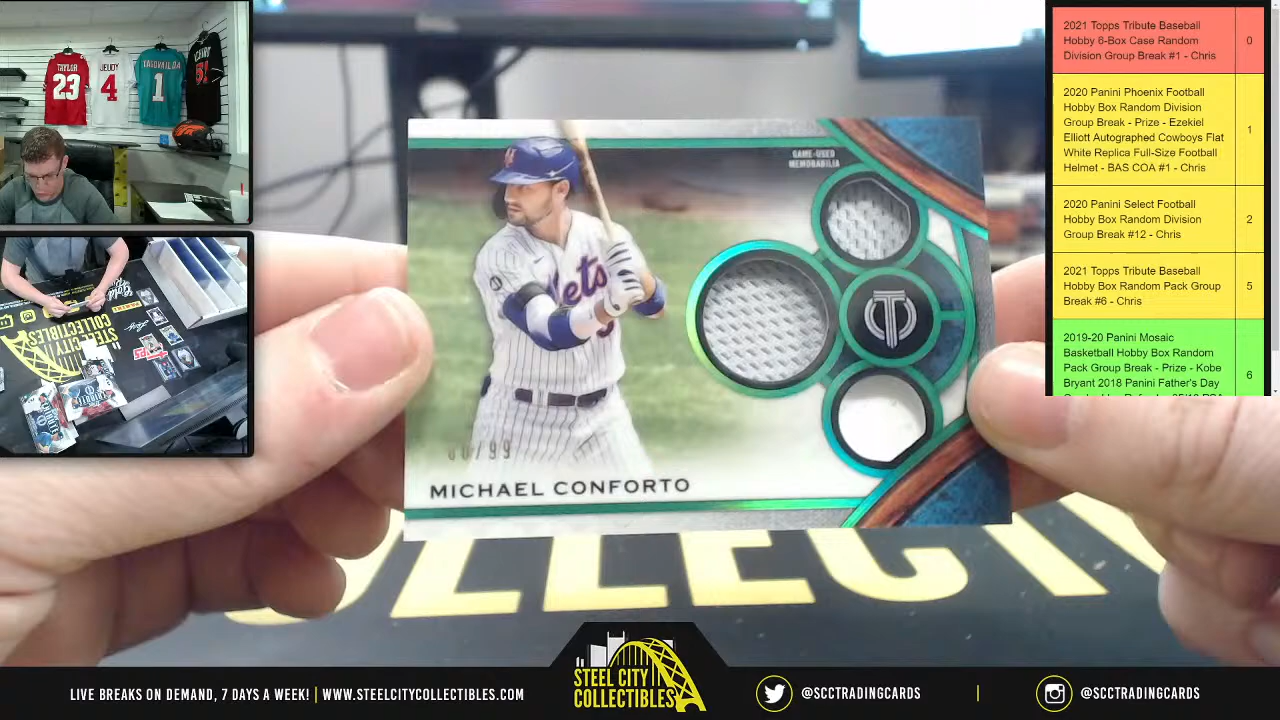 TAYLOR
23
JEUDY
4
TAGOVAILOA
1
ICHIRO
51
COLLECTIBLES
GAME-USED
MEMORABILIA
Mets
/99
MICHAEL CONFORTO
COLLECTI
2021 Topps Tribute Baseball
Hobby 6-Box Case Random
Division Group Break #1 - Chris
0
2020 Panini Phoenix Football
Hobby Box Random Division
Group Break - Prize - Ezekiel
Elliott Autographed Cowboys Flat
White Replica Full-Size Football
Helmet - BAS COA #1 - Chris
1
2020 Panini Select Football
Hobby Box Random Division
Group Break #12 - Chris
2
2021 Topps Tribute Baseball
Hobby Box Random Pack Group
Break #6 - Chris
5
2019-20 Panini Mosaic
Basketball Hobby Box Random
Pack Group Break - Prize - Kobe
Bryant 2018 Panini Father's Day
6
LIVE BREAKS ON DEMAND, 7 DAYS A WEEK! | WWW.STEELCITYCOLLECTIBLES.COM
STEEL CITY
COLLECTIBLES
@SCCTRADINGCARDS
@SCCTRADINGCARDS